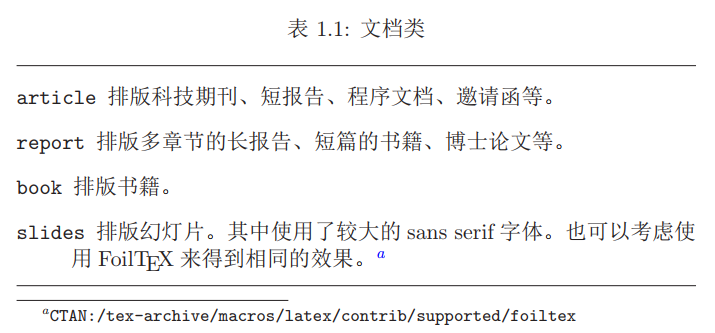 表 1.1: 文档类
article 排版科技期刊、短报告、程序文档、邀请函等。
report 排版多章节的长报告、短篇的书籍、博士论文等。
book 排版书籍。
slides 排版幻灯片。其中使用了较大的 sans serif 字体。也可以考虑使
用 FoilTEX 来得到相同的效果。a
aCTAN:/tex-archive/macros/latex/contrib/supported/foiltex